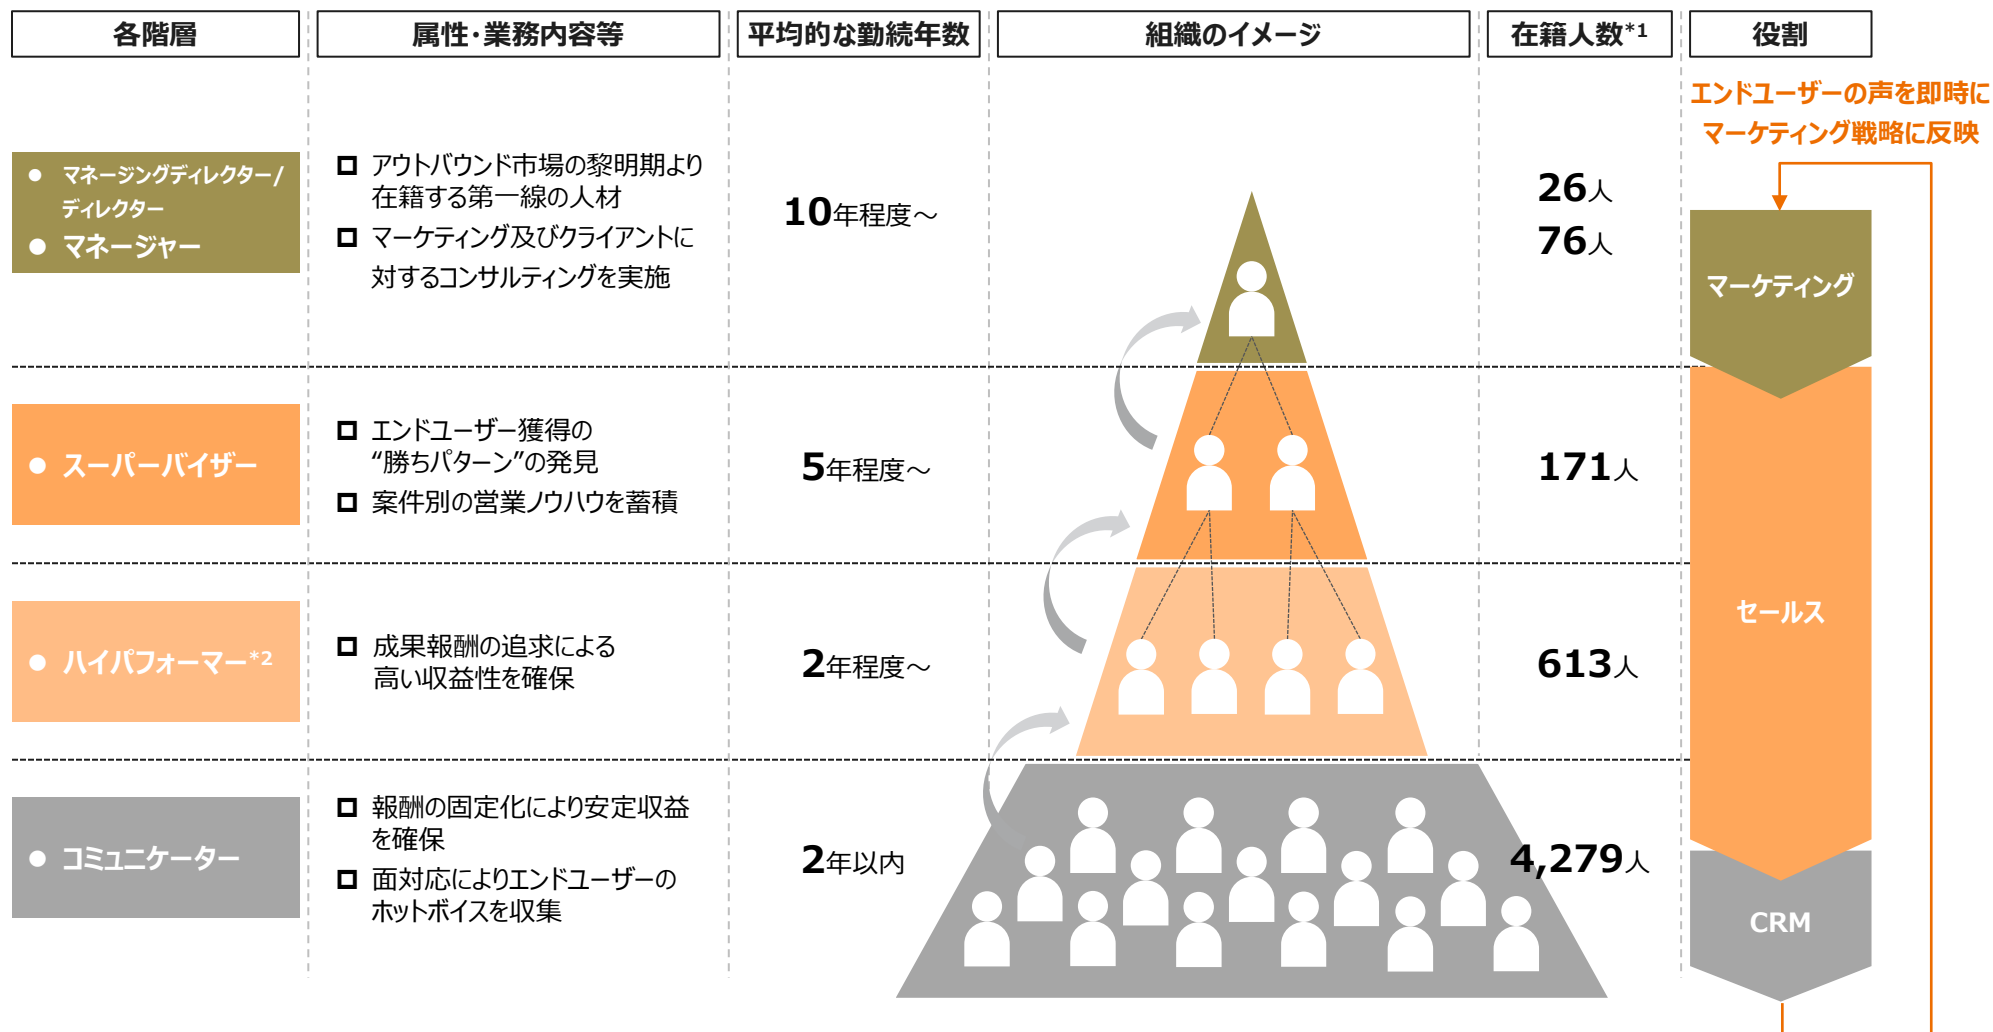 各階層
属性・業務内容等
平均的な勤続年数
組織のイメージ
在籍人数*1
役割
エンドユーザーの声を即時に
マーケティング戦略に反映
● マネージングディレクター/
ディレクター
● マネージャー
アウトバウンド市場の黎明期より
在籍する第一線の人材
マーケティング及びクライアントに
対するコンサルティングを実施
10年程度～
26人
76人
マーケティング
● スーパーバイザー
エンドユーザー獲得の
“勝ちパターン”の発見
案件別の営業ノウハウを蓄積
5年程度～
171人
セールス
● ハイパフォーマー*2
成果報酬の追求による
高い収益性を確保
2年程度～
613人
● コミュニケーター
報酬の固定化により安定収益
を確保
面対応によりエンドユーザーの
ホットボイスを収集
2年以内
4,279人
CRM